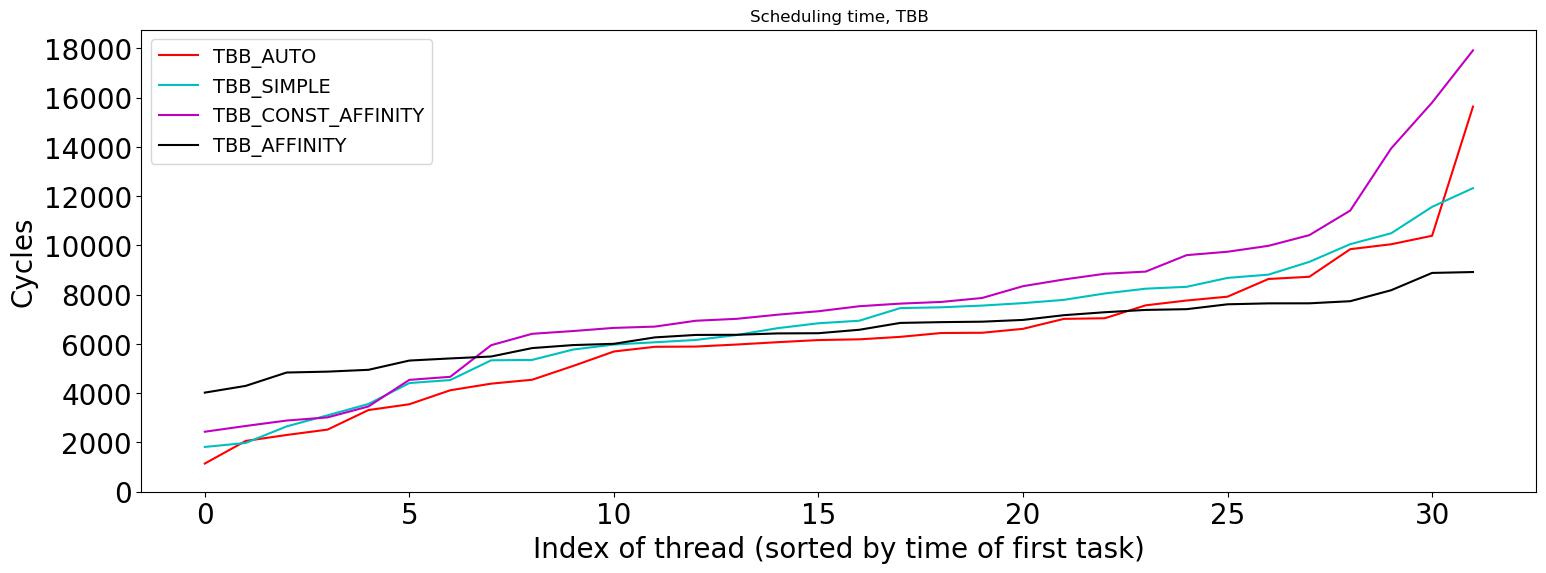 Scheduling time, TBB
TBB_AUTO
TBB_SIMPLE
TBB_CONST_AFFINITY
TBB_AFFINITY
18000
16000
14000
12000
10000
8000
6000
4000
2000
0
Cycles
0 5 10 15 20 25 30
Index of thread (sorted by time of first task)